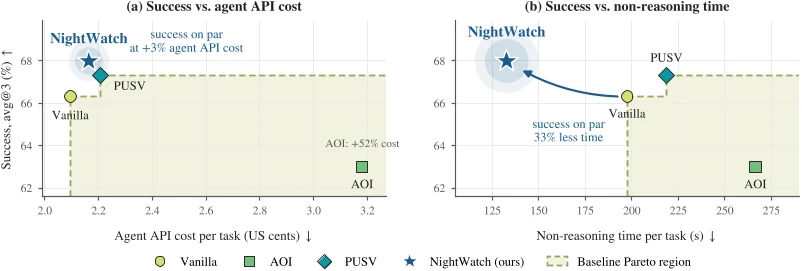 (a) Success vs. agent API cost
(b) Success vs. non-reasoning time
Success, avg@3 (%) ↑
68
66
64
62
NightWatch
success on par
at +3% agent API cost
PUSV
Vanilla
AOI: +52% cost
AOI
2.0
2.2
2.4
2.6
2.8
3.0
3.2
Agent API cost per task (US cents) ↓
68
66
64
62
NightWatch
PUSV
Vanilla
success on par
33% less time
AOI
125
150
175
200
225
250
275
Non-reasoning time per task (s) ↓
Vanilla
AOI
PUSV
NightWatch (ours)
Baseline Pareto region